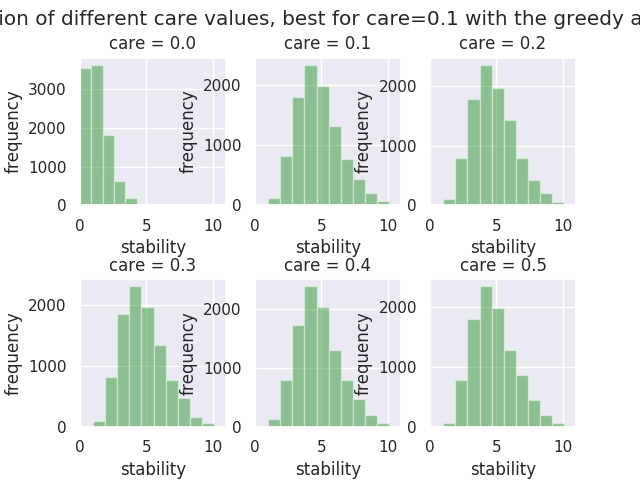 ion of different care values, best for care=0.1 with the greedy a
care = 0.0
care = 0.1
care = 0.2
frequency
3000
2000
1000
0
frequency
2000
1000
0
frequency
2000
1000
0
0 5 10
0 5 10
0 5 10
stability
stability
stability
care = 0.3
care = 0.4
care = 0.5
frequency
2000
1000
0
frequency
2000
1000
0
frequency
2000
1000
0
0 5 10
0 5 10
0 5 10
stability
stability
stability